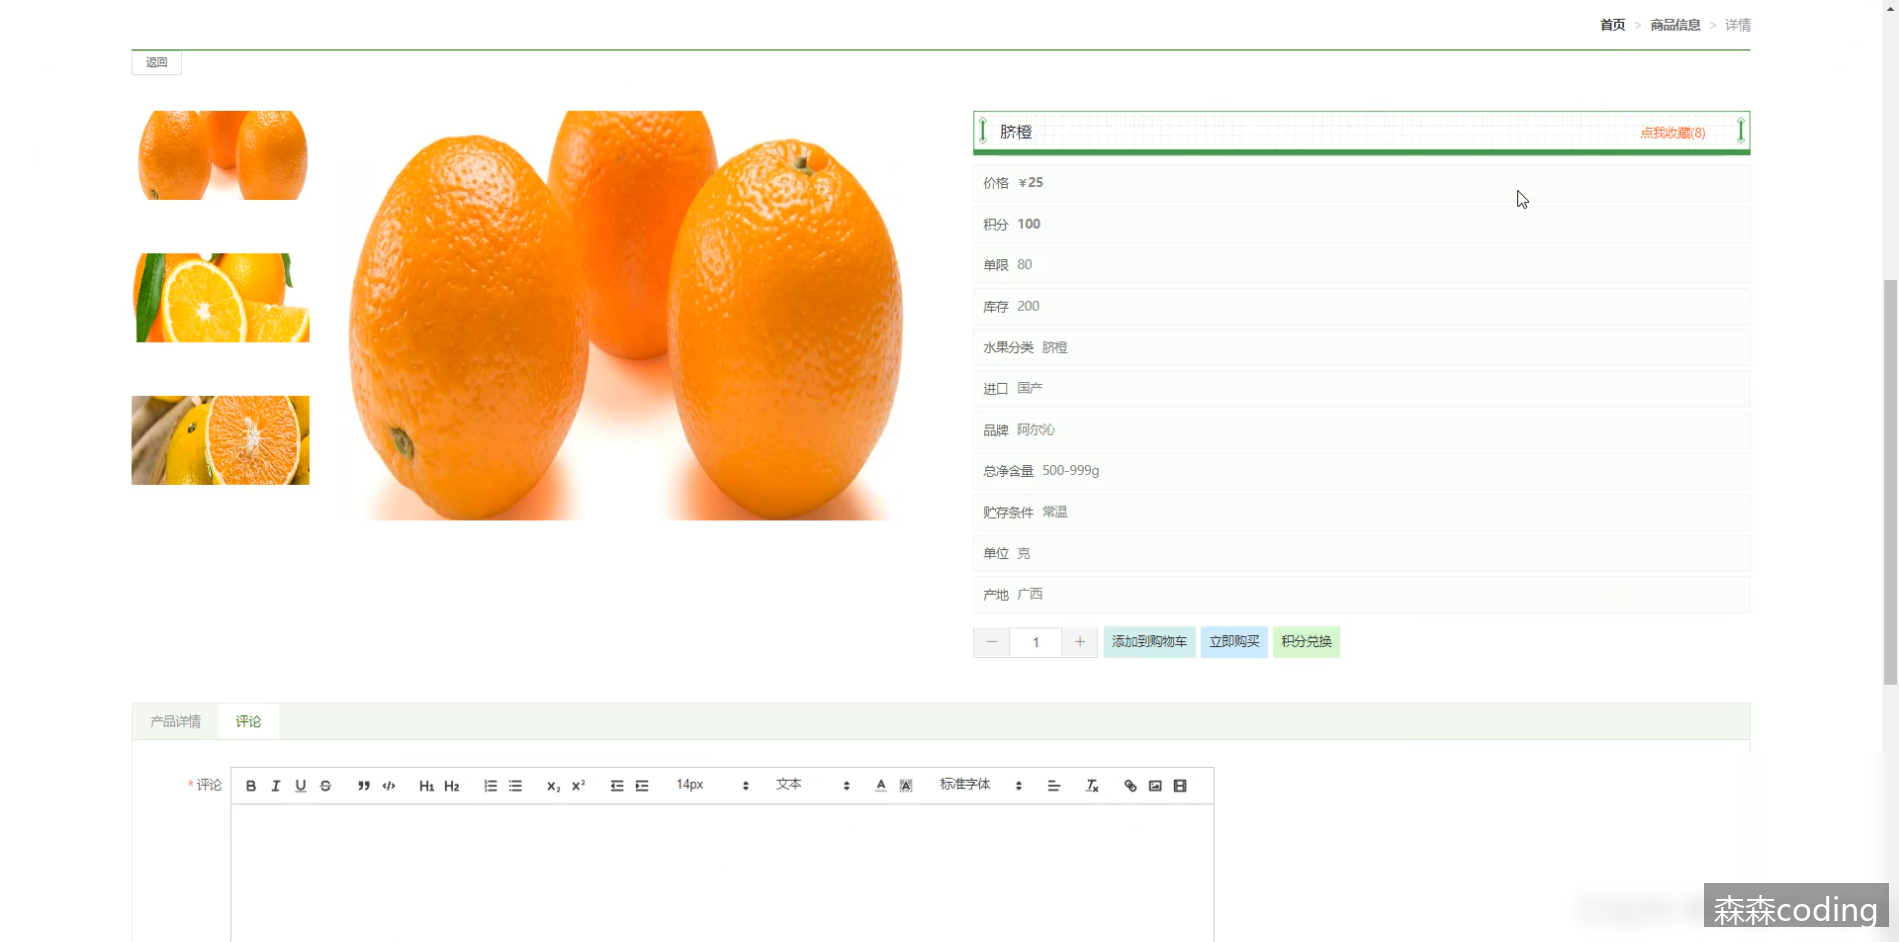 首页 > 商品信息 > 详情
返回
脐橙 点我收藏(8)
价格 ¥25
积分 100
单限 80
库存 200
水果分类 脐橙
进口 国产
品牌 阿尔沁
总净含量 500-999g
贮存条件 常温
单位 克
产地 广西
1 添加到购物车 立即购买 积分兑换
产品详情 评论
* 评论 B I U S H1 H2 x₂ x² 14px 文本 A A 标准字体
森森coding